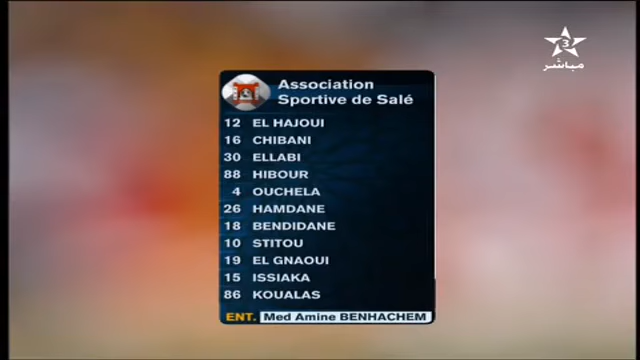 3
مباشر
Association
Sportive de Salé
12 EL HAJOUI
16 CHIBANI
30 ELLABI
88 HIBOUR
4 OUCHELA
26 HAMDANE
18 BENDIDANE
10 STITOU
19 EL GNAOUI
15 ISSIAKA
86 KOUALAS
ENT. Med Amine BENHACHEM